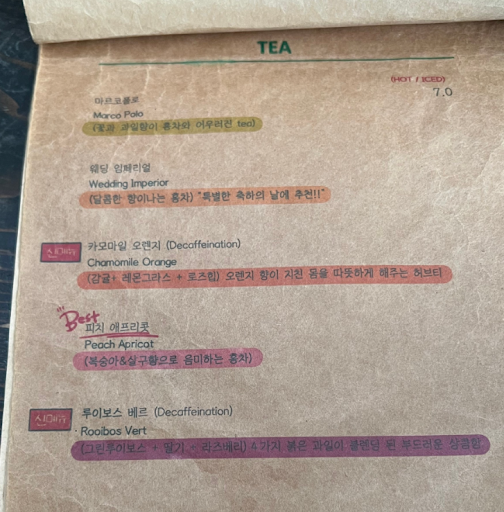 TEA
(HOT / ICED)
7.0
마르코폴로
Marco Polo
(꽃과 과일향이 홍차와 어우러진 tea)
웨딩 임페리얼
Wedding Imperior
(달콤한 향이나는 홍차) "특별한 축하의 날에 추천!!"
신메뉴 카모마일 오렌지 (Decaffeination)
Chamomile Orange
(감귤+ 레몬그라스 + 로즈힙) 오렌지 향이 지친 몸을 따뜻하게 해주는 허브티
Best
피치 애프리콧
Peach Apricat
(복숭아&살구향으로 음미하는 홍차)
신메뉴 루이보스 베르 (Decaffeination)
Rooibos Vert
(그린루이보스 + 딸기 + 라즈베리) 4가지 붉은 과일이 블렌딩 된 부드러운 상큼함